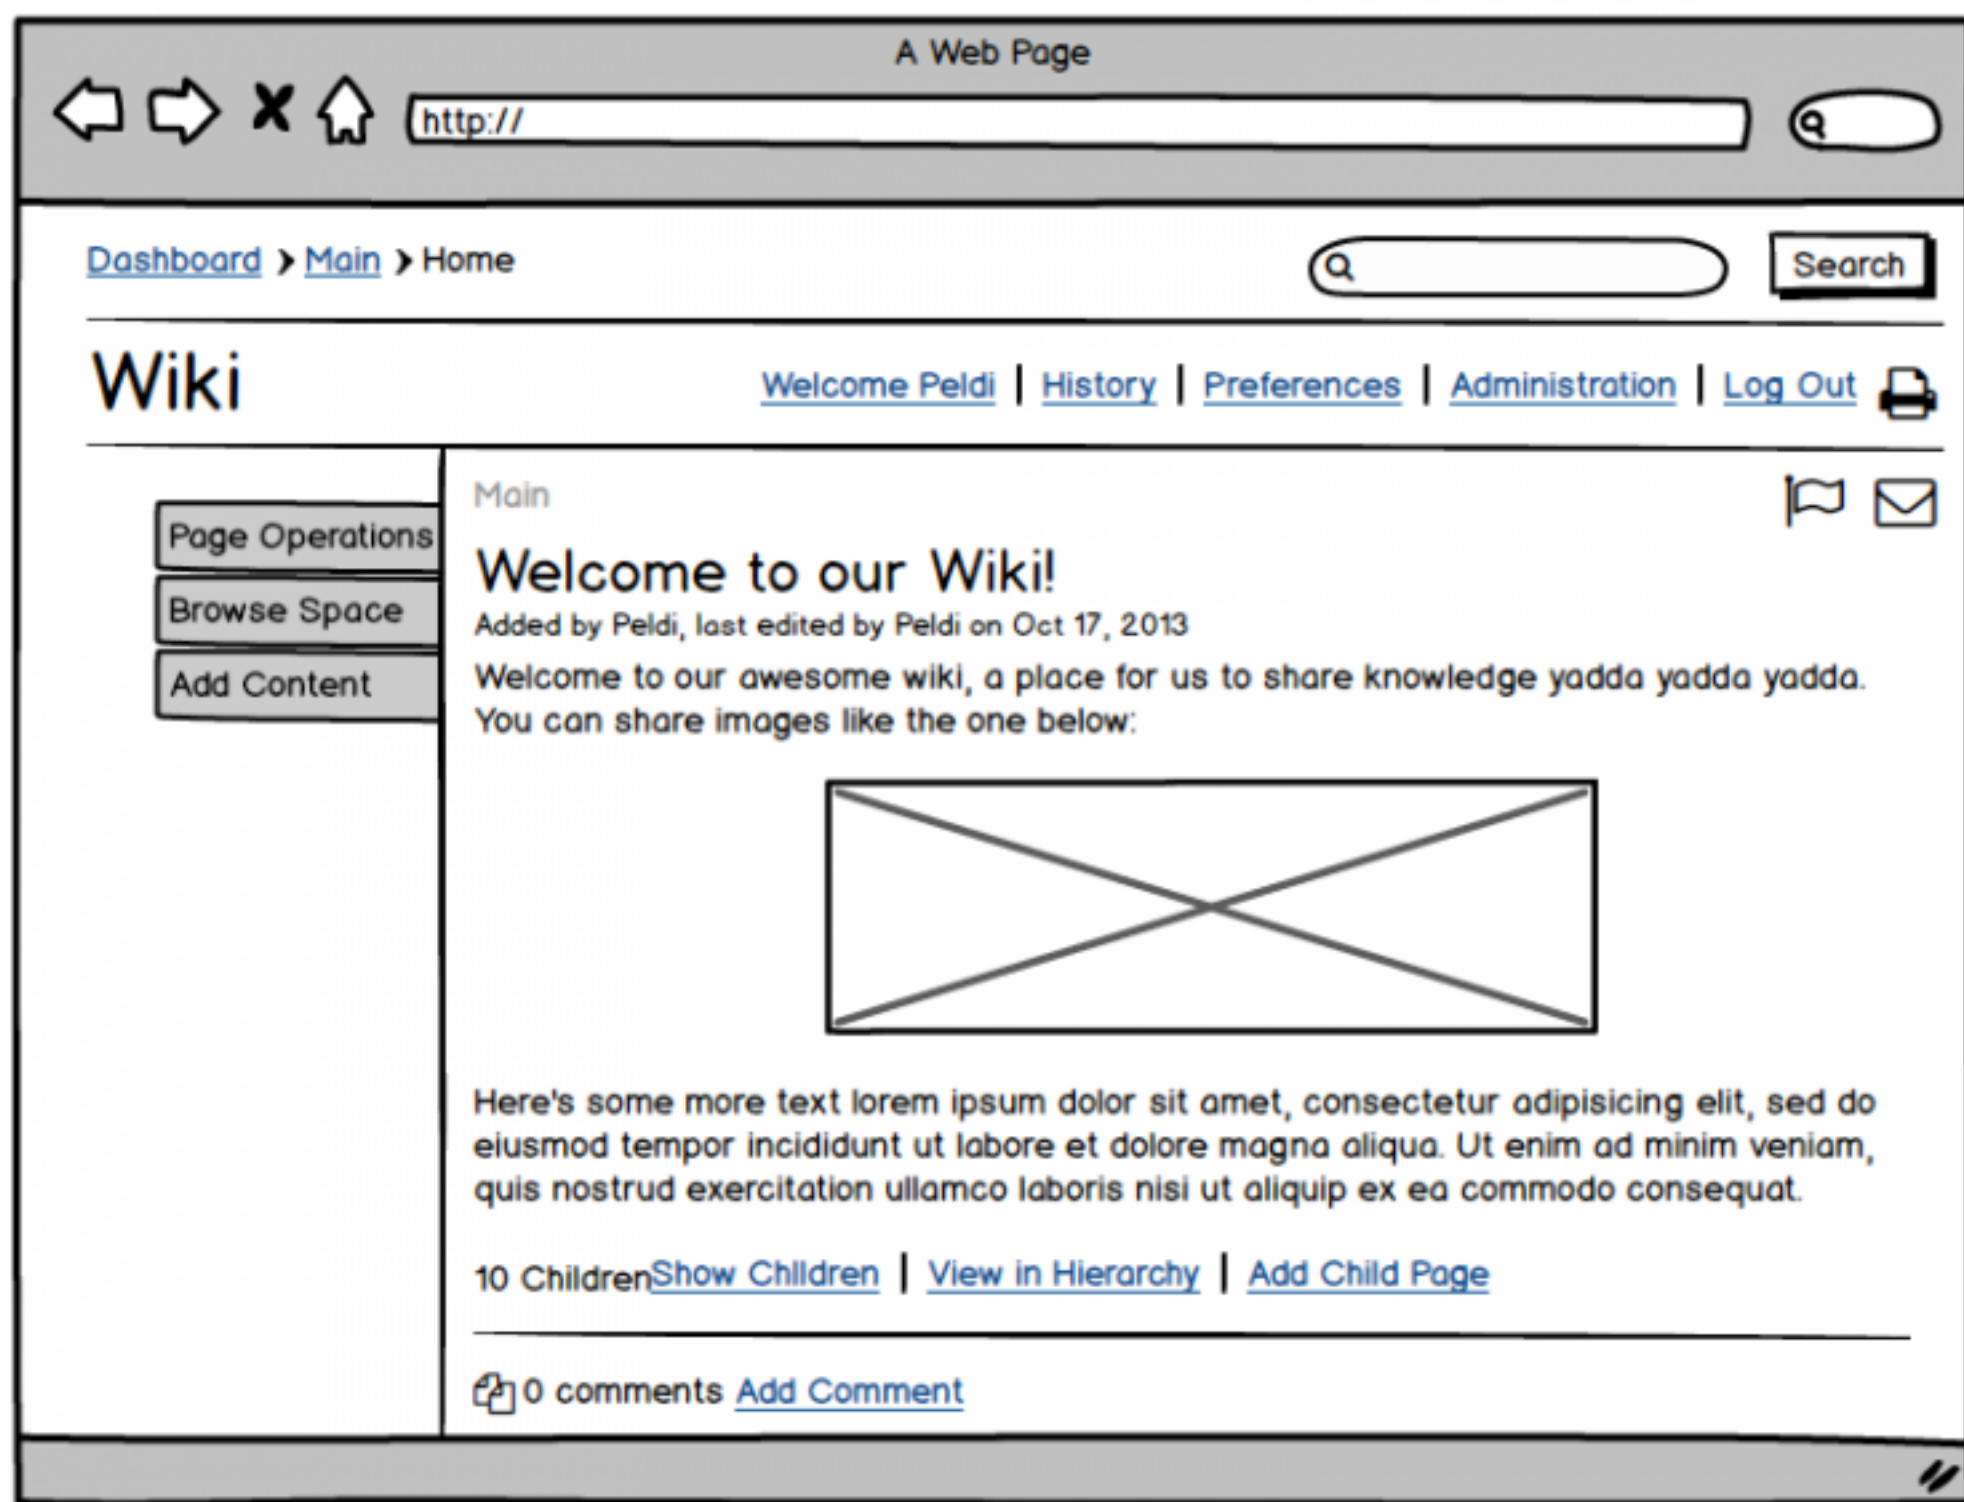 A Web Page
http://
Dashboard > Main > Home
Search
Wiki
Welcome Peldi | History | Preferences | Administration | Log Out
Page Operations
Browse Space
Add Content
Main
Welcome to our Wiki!
Added by Peldi, last edited by Peldi on Oct 17, 2013
Welcome to our awesome wiki, a place for us to share knowledge yadda yadda yadda.
You can share images like the one below:
Here's some more text lorem ipsum dolor sit amet, consectetur adipisicing elit, sed do
eiusmod tempor incididunt ut labore et dolore magna aliqua. Ut enim ad minim veniam,
quis nostrud exercitation ullamco laboris nisi ut aliquip ex ea commodo consequat.
10 Children Show Children | View in Hierarchy | Add Child Page
0 comments Add Comment